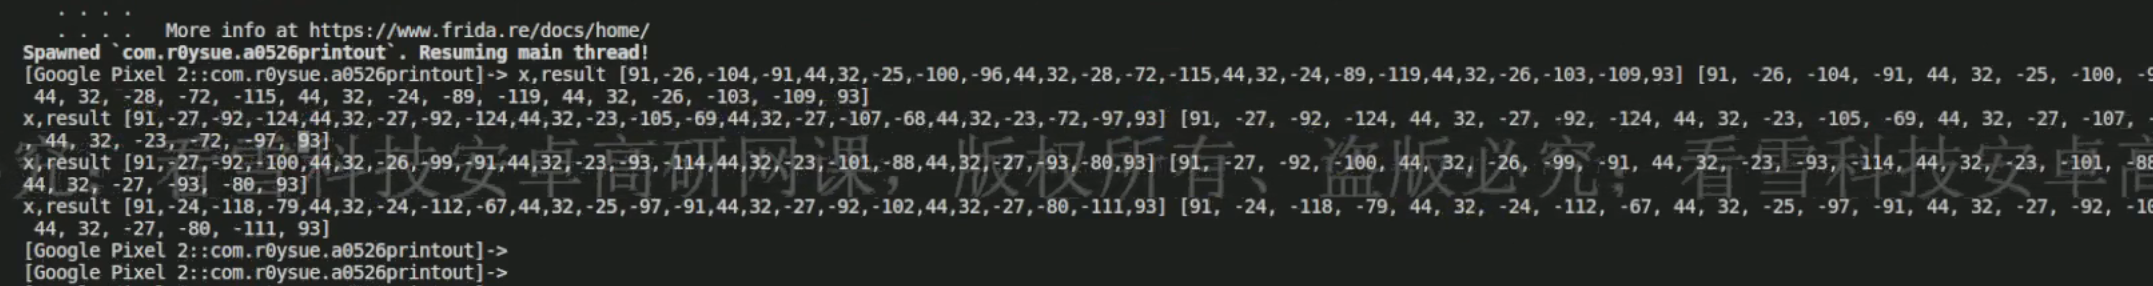 . . . .
. . . . More info at https://www.frida.re/docs/home/
Spawned `com.r0ysue.a0526printout`. Resuming main thread!
[Google Pixel 2::com.r0ysue.a0526printout]-> x,result [91,-26,-104,-91,44,32,-25,-100,-96,44,32,-28,-72,-115,44,32,-24,-89,-119,44,32,-26,-103,-109,93] [91, -26, -104, -91, 44, 32, -25, -100,
44, 32, -28, -72, -115, 44, 32, -24, -89, -119, 44, 32, -26, -103, -109, 93]
x,result [91,-27,-92,-124,44,32,-27,-92,-124,44,32,-23,-105,-69,44,32,-27,-107,-68,44,32,-23,-72,-97,93] [91, -27, -92, -124, 44, 32, -27, -92, -124, 44, 32, -23, -105, -69, 44, 32, -27, -107,
44, 32, -23, -72, -97, 93]
x,result [91,-27,-92,-100,44,32,-26,-99,-91,44,32,-23,-93,-114,44,32,-23,-101,-88,44,32,-27,-93,-80,93] [91, -27, -92, -100, 44, 32, -26, -99, -91, 44, 32, -23, -93, -114, 44, 32, -23, -101, -88
看雪科技安卓高研网课，版权所有、盗版必究；看雪科技安卓高
44, 32, -27, -93, -80, 93]
x,result [91,-24,-118,-79,44,32,-24,-112,-67,44,32,-25,-97,-91,44,32,-27,-92,-102,44,32,-27,-80,-111,93] [91, -24, -118, -79, 44, 32, -24, -112, -67, 44, 32, -25, -97, -91, 44, 32, -27, -92, -10
44, 32, -27, -80, -111, 93]
[Google Pixel 2::com.r0ysue.a0526printout]->
[Google Pixel 2::com.r0ysue.a0526printout]->